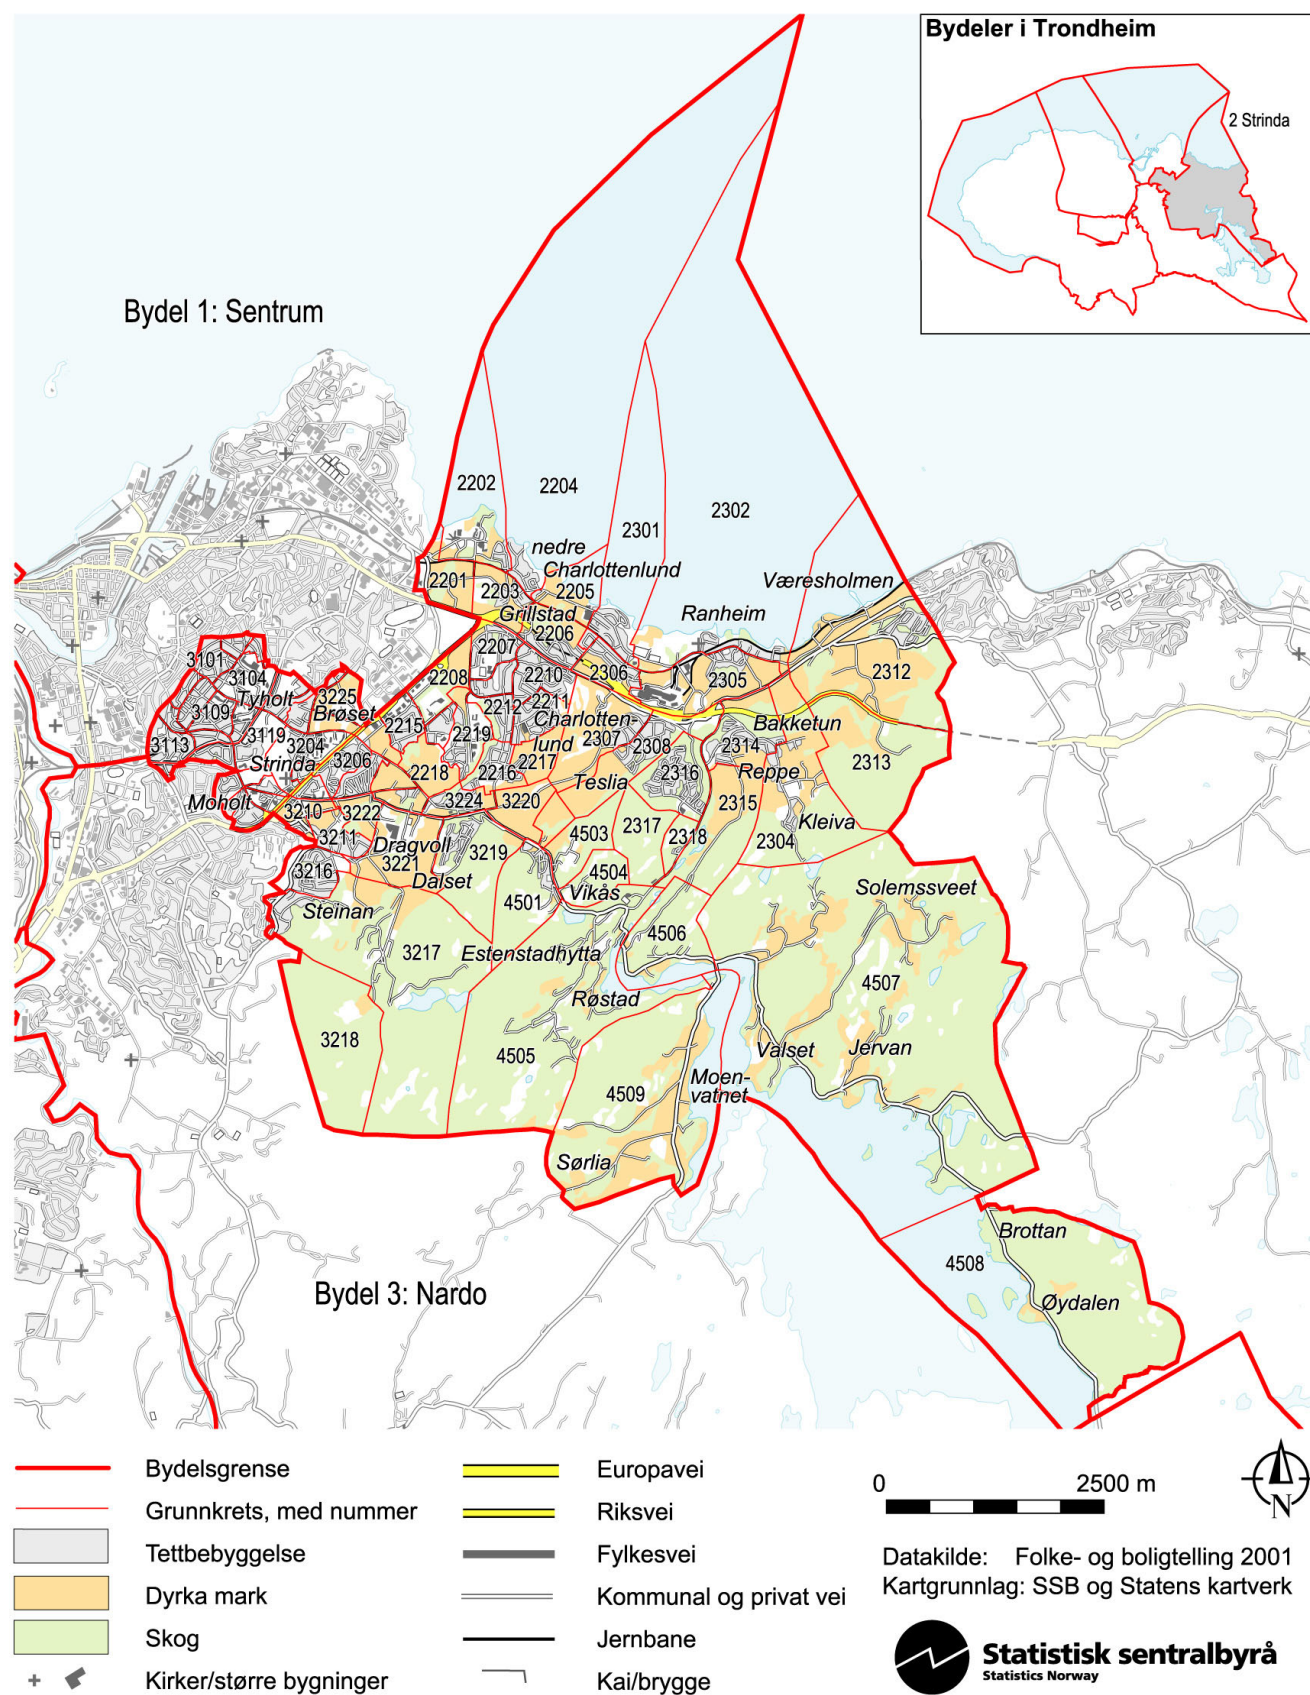 Bydeler i Trondheim
2 Strinda
Bydel 1: Sentrum
2202
2204
2301
2302
nedre
Charlottenlund
Væresholmen
2201
2203
2205
Grillstad
Ranheim
2206
2207
3101
3104
2208
2210
2306
2305
2312
Tyholt
3225
2212
2211
3109
Brøset
2215
Charlotten-
lund
Bakketun
3119
2219
2307
3113
3204
2308
2314
2313
Strinda
3206
2217
2218
2216
Teslia
2316
Reppe
Moholt
3224
3220
2315
3210
3222
Kleiva
4503
2317
2318
2304
3211
Dragvoll
3219
3216
3221
4504
Dalset
Vikås
Solemssveet
4501
Steinan
4506
3217
Estenstadhytta
4507
Røstad
3218
4505
Valset
Jervan
Moen-
vatnet
4509
Sørlia
Brottan
4508
Bydel 3: Nardo
Øydalen
Bydelsgrense
Grunnkrets, med nummer
Tettbebyggelse
Dyrka mark
Skog
Kirker/større bygninger
Europavei
Riksvei
Fylkesvei
Kommunal og privat vei
Jernbane
Kai/brygge
0 2500 m
N
Datakilde: Folke- og boligtelling 2001
Kartgrunnlag: SSB og Statens kartverk
Statistisk sentralbyrå
Statistics Norway